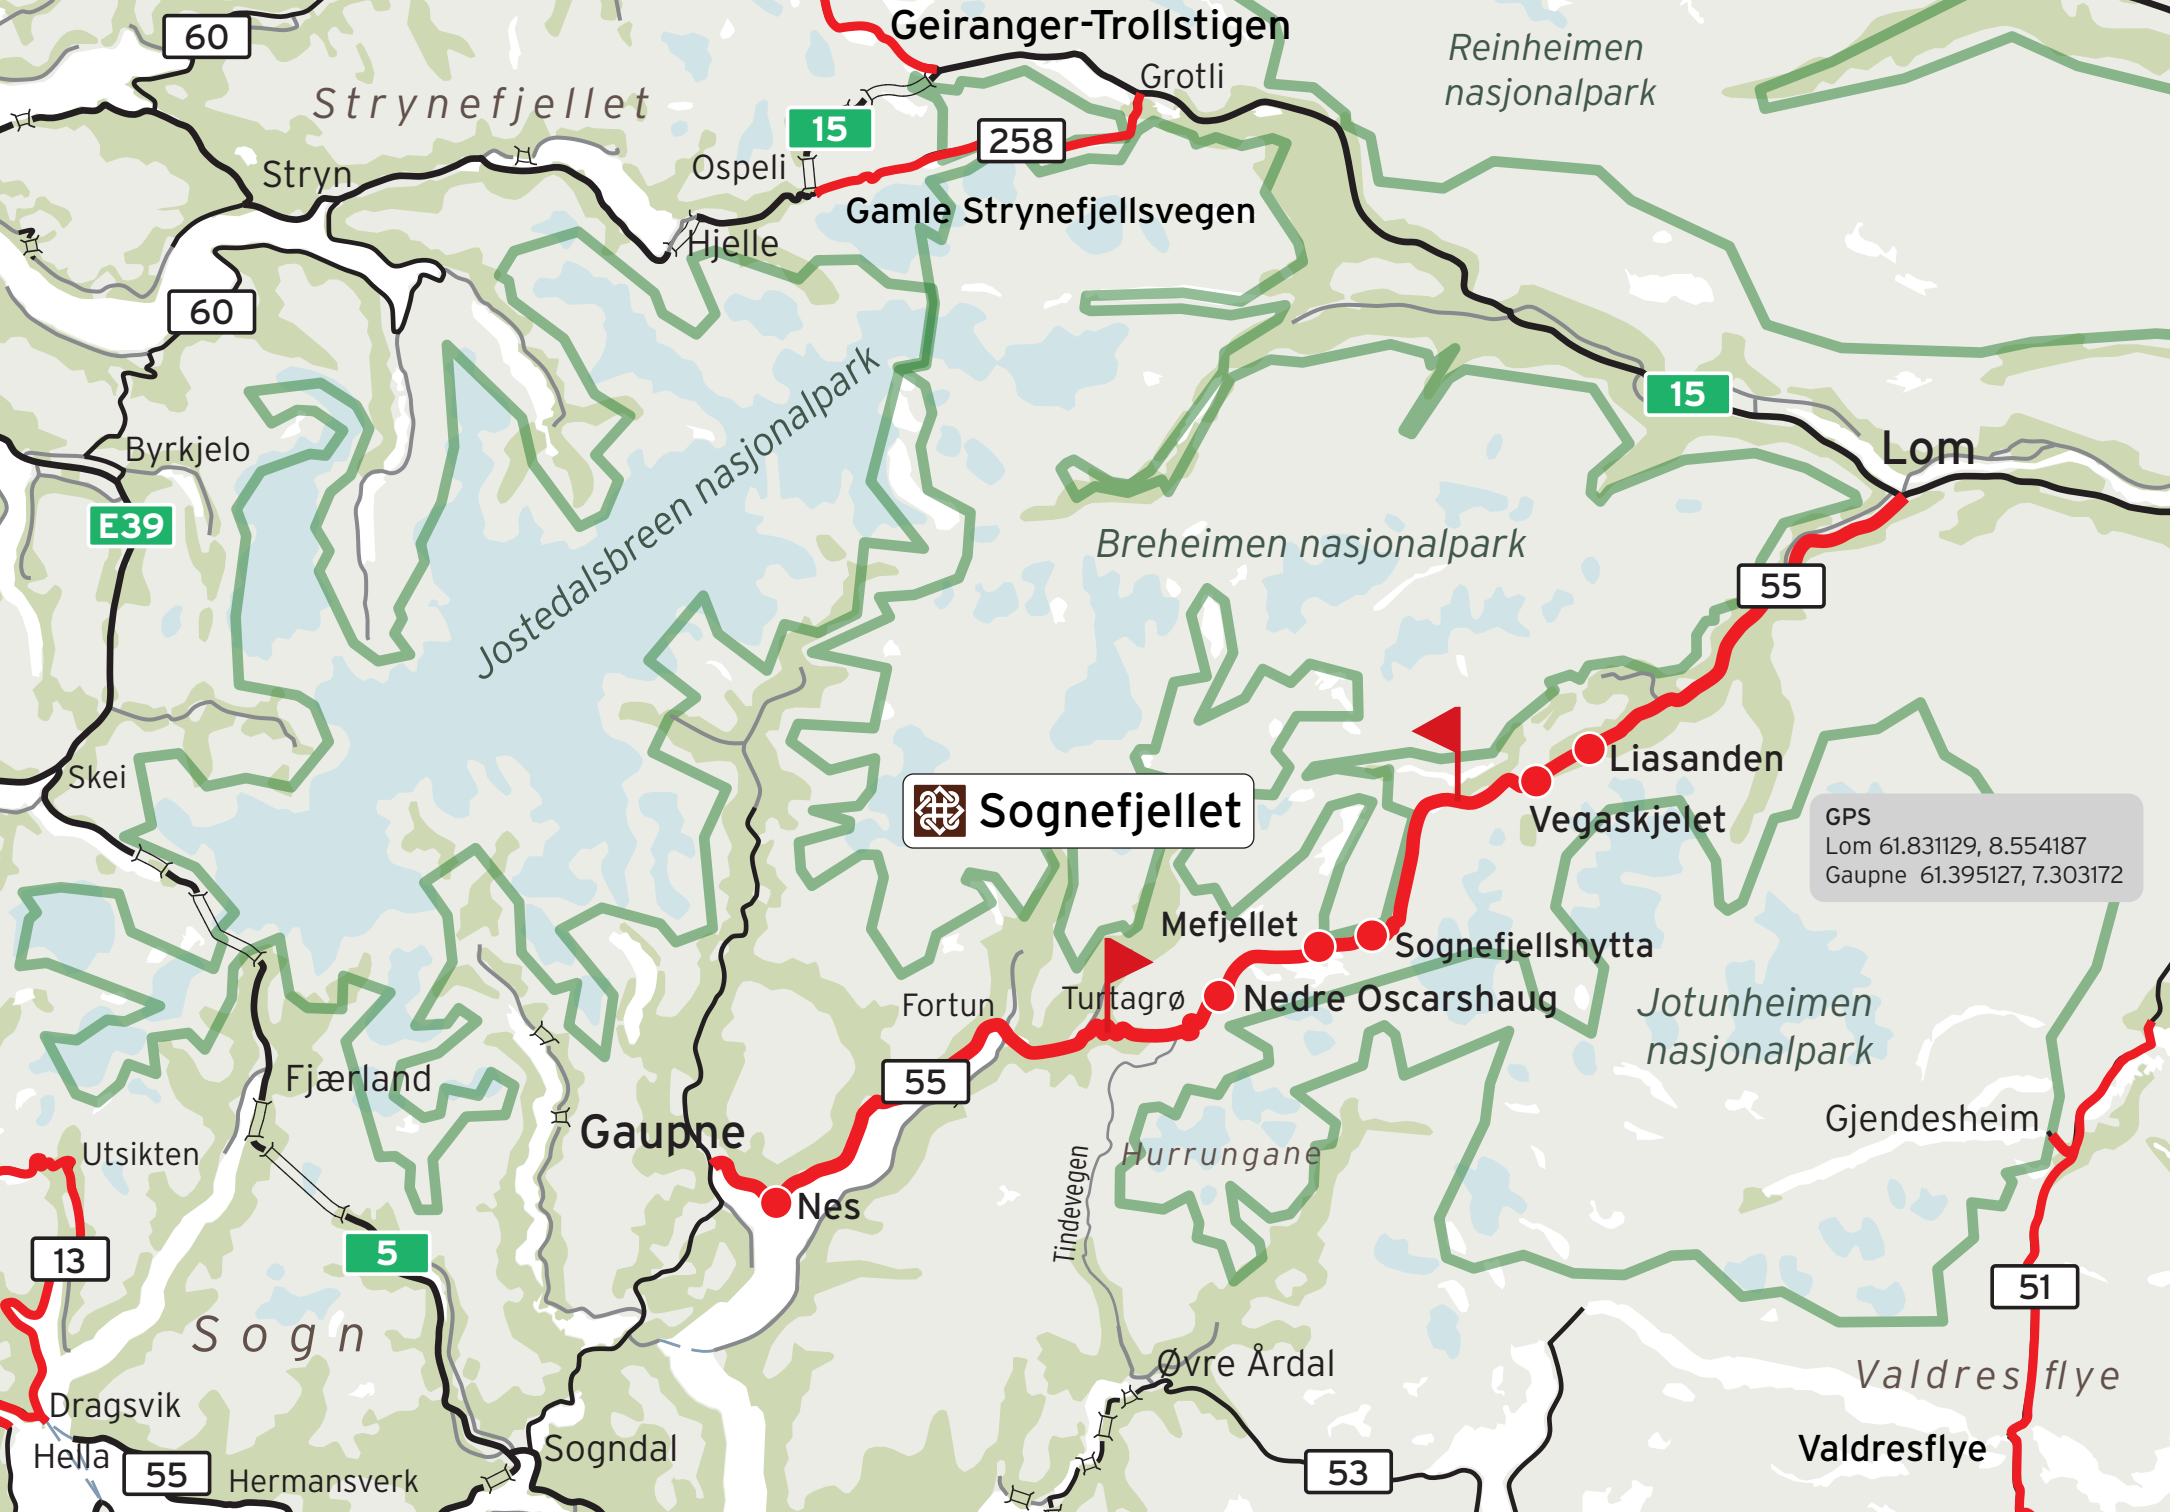 Geiranger-Trollstigen
60
Reinheimen
nasjonalpark
Grotli
Strynefjellet
15
258
Ospeli
Stryn
Gamle Strynefjellsvegen
Hjelle
60
Jostedalsbreen nasjonalpark
15
Lom
Byrkjelo
E39
Breheimen nasjonalpark
55
Skei
Liasanden
Sognefjellet
Vegaskjelet
GPS
Lom 61.831129, 8.554187
Gaupne 61.395127, 7.303172
Mefjellet
Sognefjellshytta
Fortun
Turtagrø
Nedre Oscarshaug
Jotunheimen
nasjonalpark
Fjærland
55
Gjendesheim
Gaupne
Utsikten
Hurrungane
Tindevegen
Nes
13
5
51
Sogn
Øvre Årdal
Valdresflye
Dragsvik
Hella
Sogndal
Valdresflye
55
Hermansverk
53